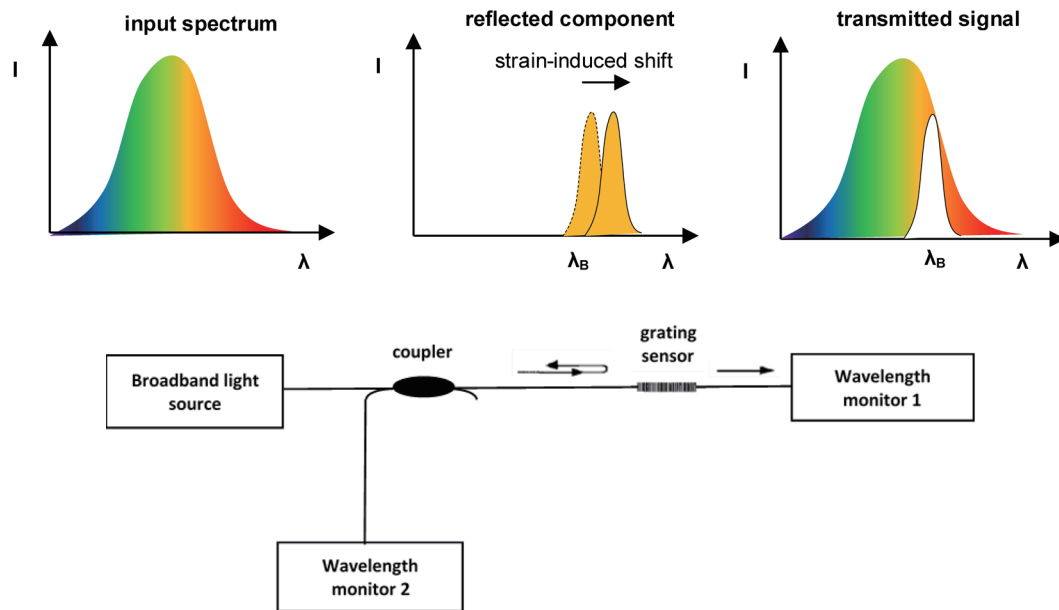 input spectrum
I
λ
reflected component
I
strain-induced shift
λB
λ
transmitted signal
I
λB
λ
Broadband light
source
coupler
grating
sensor
Wavelength
monitor 1
Wavelength
monitor 2